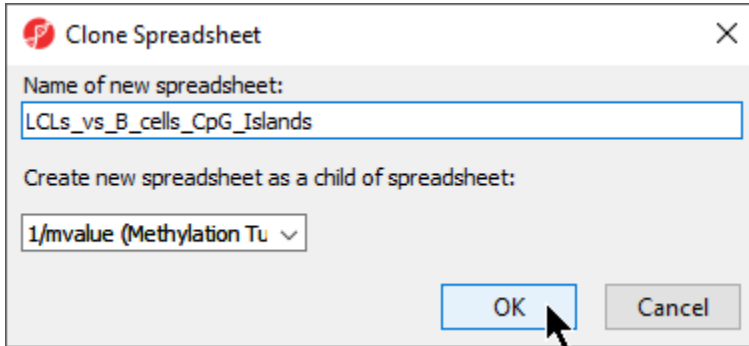 Clone Spreadsheet
Name of new spreadsheet:
LCLs_vs_B_cells_CpG_Islands
Create new spreadsheet as a child of spreadsheet:
1/mvalue (Methylation Tu
OK
Cancel